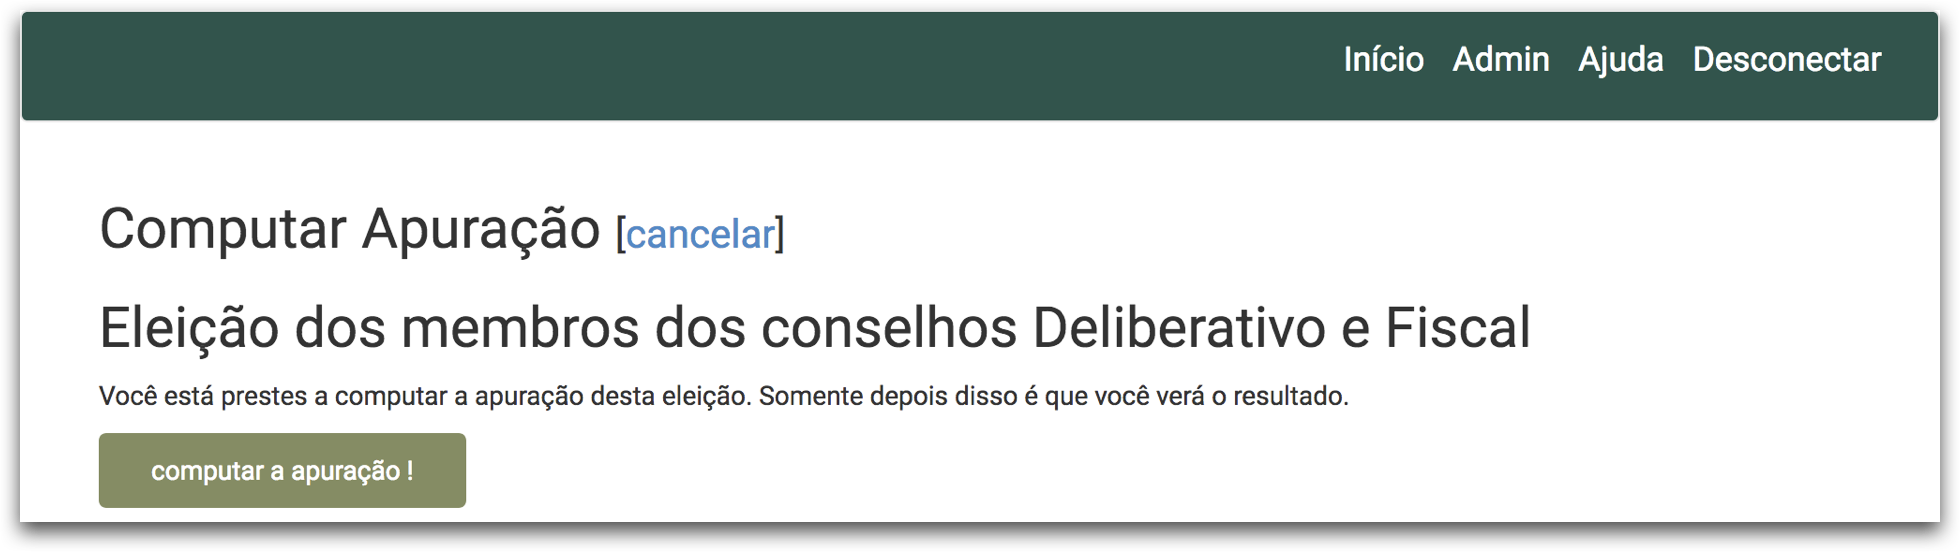 Início Admin Ajuda Desconectar
Computar Apuração [cancelar]
Eleição dos membros dos conselhos Deliberativo e Fiscal
Você está prestes a computar a apuração desta eleição. Somente depois disso é que você verá o resultado.
computar a apuração !